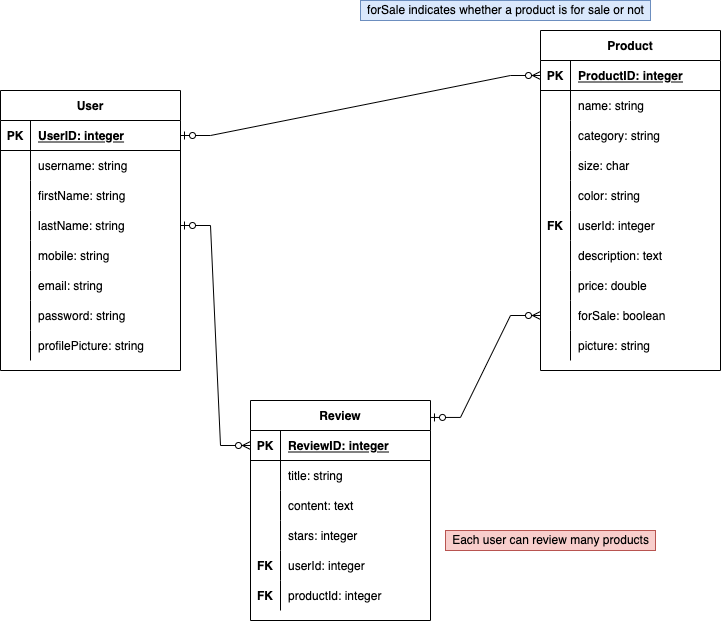 forSale indicates whether a product is for sale or not
Product
PK ProductID: integer
name: string
category: string
size: char
color: string
FK userId: integer
description: text
price: double
forSale: boolean
picture: string
User
PK UserID: integer
username: string
firstName: string
lastName: string
mobile: string
email: string
password: string
profilePicture: string
Review
PK ReviewID: integer
title: string
content: text
stars: integer
FK userId: integer
FK productId: integer
Each user can review many products